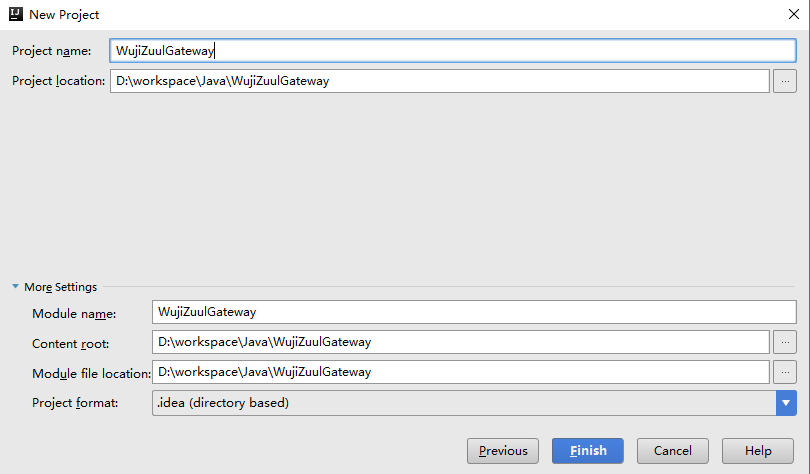 New Project
Project name: WujiZuulGateway
Project location: D:\workspace\Java\WujiZuulGateway ...
More Settings
Module name: WujiZuulGateway
Content root: D:\workspace\Java\WujiZuulGateway ...
Module file location: D:\workspace\Java\WujiZuulGateway ...
Project format: .idea (directory based)
Previous Finish Cancel Help